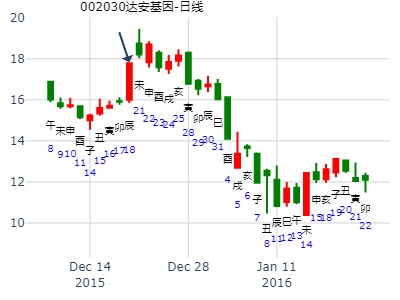 002030达安基因-日线
20
18
16
14
12
午 未 申 酉 子 丑 寅 卯 辰 未 申 酉 戌 亥 寅 卯 辰 巳 酉 戌 亥 子 丑 辰 巳 午 未 申 亥 子 丑 寅 卯
8 9 10 11 14 15 16 17 18 21 22 23 24 25 28 29 30 31 4 5 6 7 8 11 12 13 14 15 18 19 20 21 22
Dec 14 Dec 28 Jan 11
2015 2016